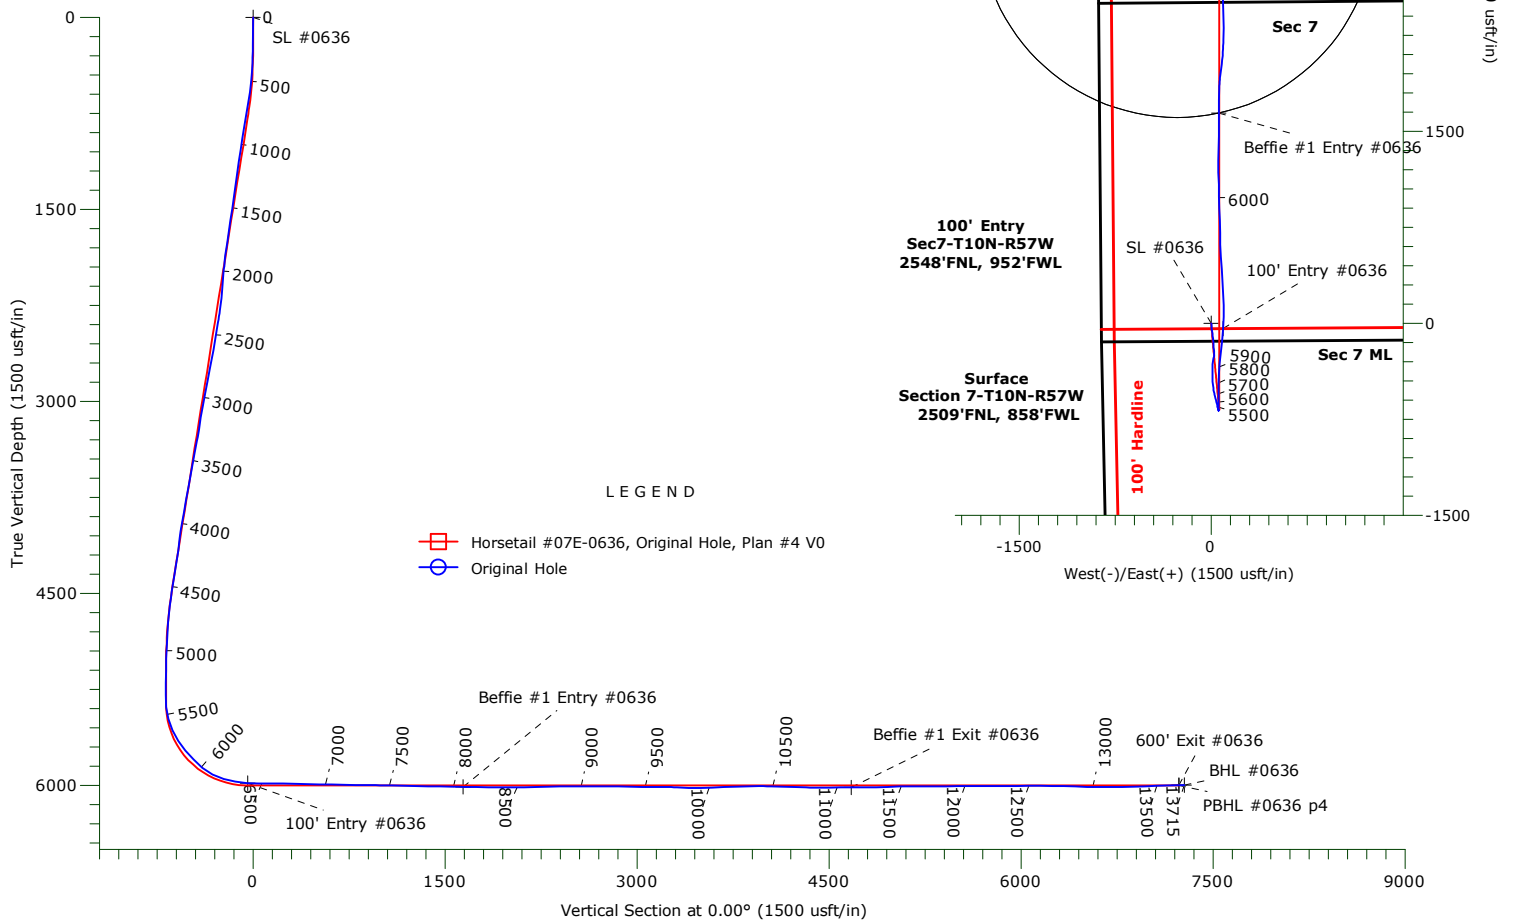 0
1500
3000
4500
6000
True Vertical Depth (1500 usft/in)
0
SL #0636
500
1000
1500
2000
2500
3000
3500
4000
4500
5000
5500
6000
6500
7000
7500
8000
8500
9000
9500
10000
10500
11000
11500
12000
12500
13000
13500
13715
100' Entry #0636
Beffie #1 Entry #0636
Beffie #1 Exit #0636
600' Exit #0636
BHL #0636
PBHL #0636 p4
0
1500
3000
4500
6000
7500
9000
Vertical Section at 0.00° (1500 usft/in)
LEGEND
Horsetail #07E-0636, Original Hole, Plan #4 V0
Original Hole
Sec 7
usft/in)
1500
Beffie #1 Entry #0636
6000
100' Entry
Sec7-T10N-R57W
2548'FNL, 952'FWL
SL #0636
100' Entry #0636
0
Sec 7 ML
5900
5800
5700
5600
5500
Surface
Section 7-T10N-R57W
2509'FNL, 858'FWL
100' Hardline
-1500
-1500
0
West(-)/East(+) (1500 usft/in)